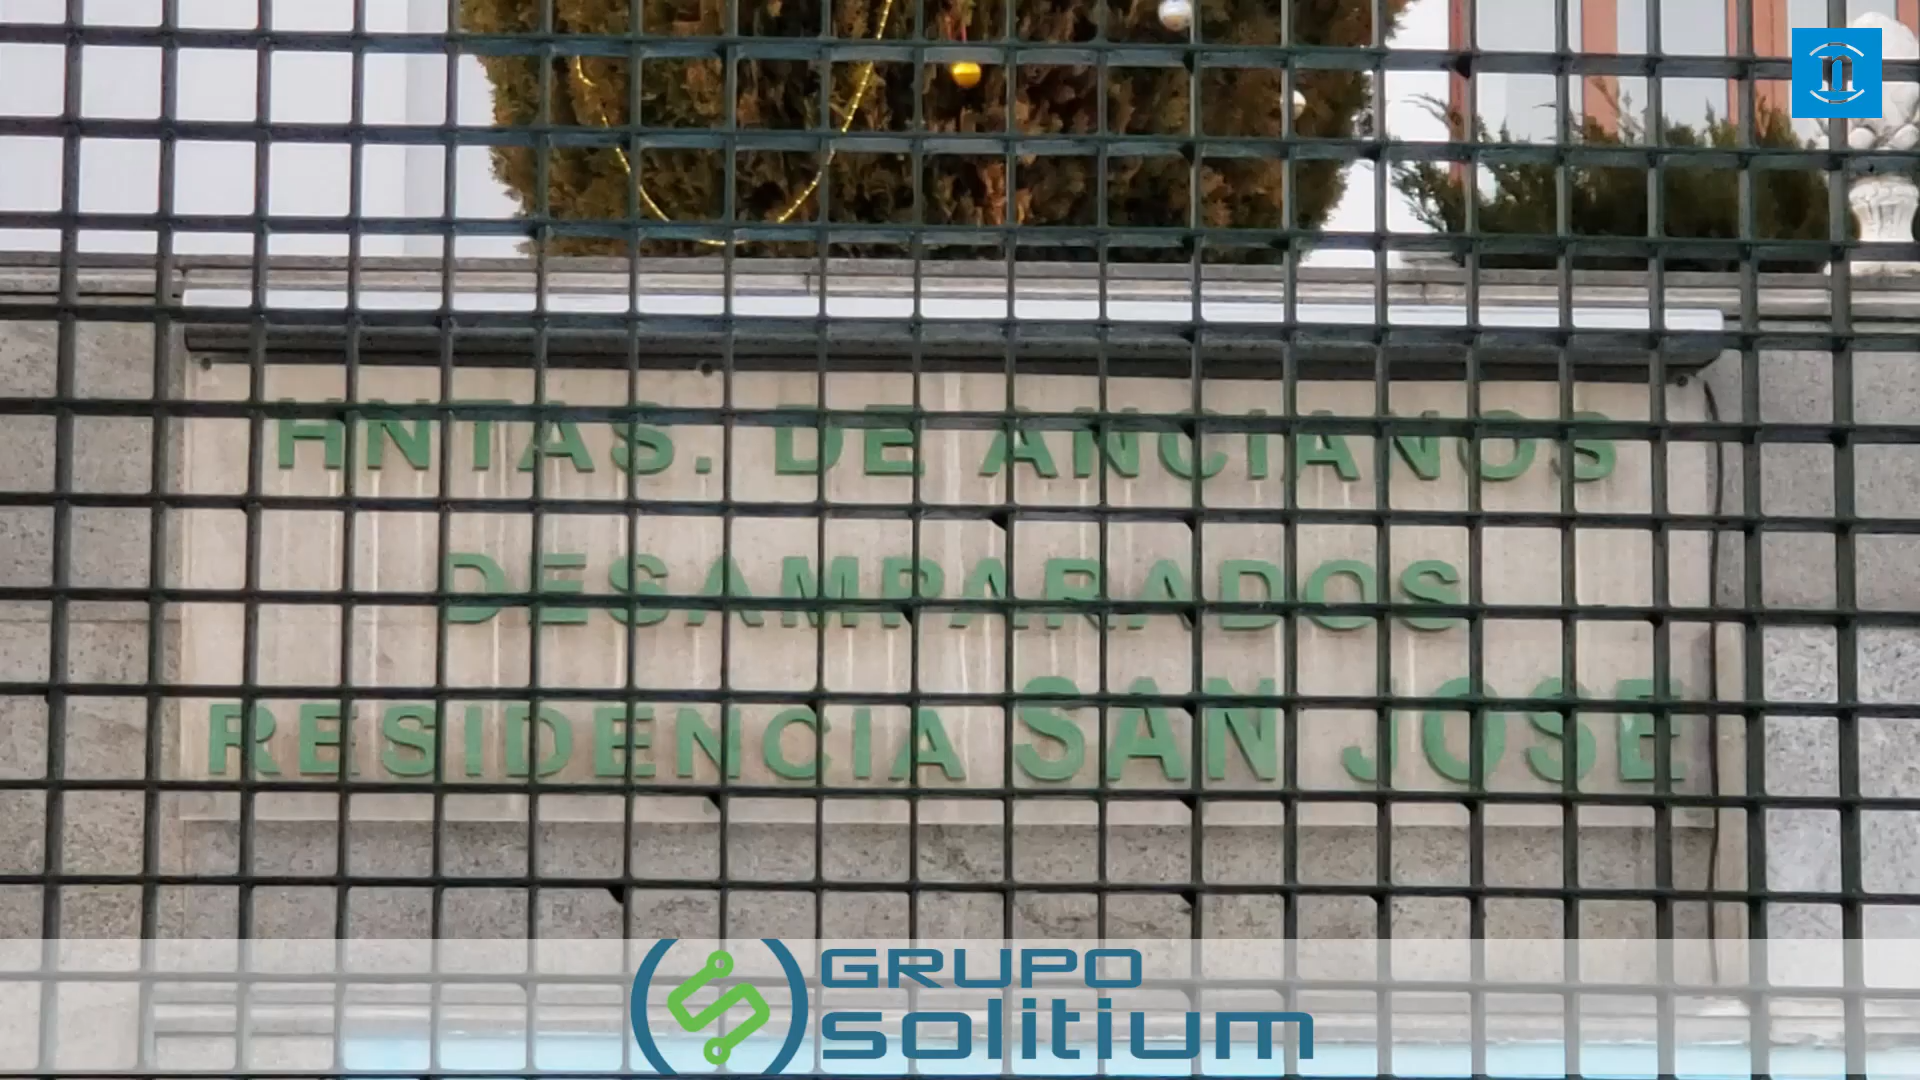 n
HNTAS. DE ANCIANOS
DESAMPARADOS
RESIDENCIA SAN JOSE
GRUPO
solitium